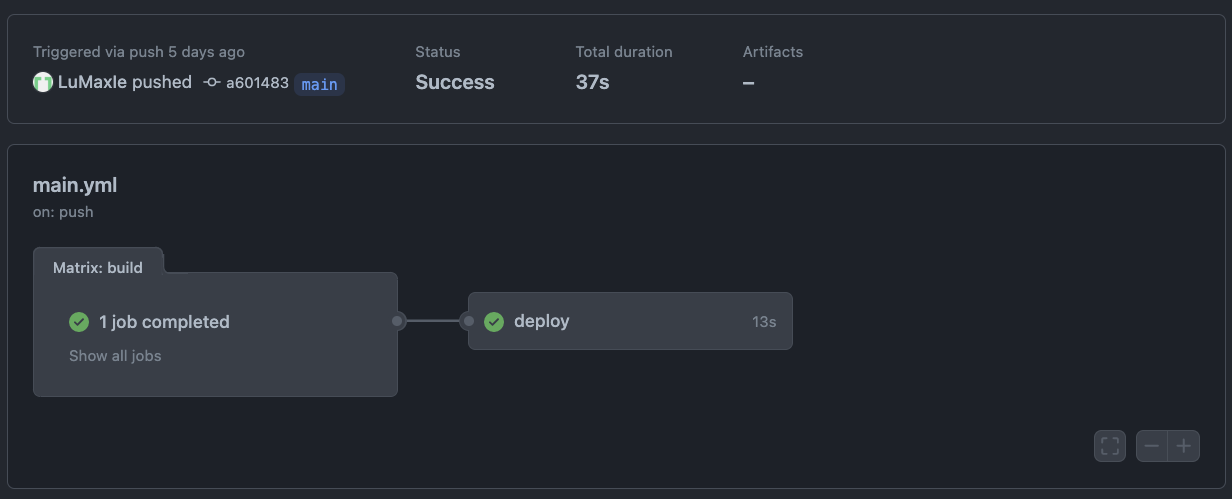 Triggered via push 5 days ago
LuMaxle pushed a601483 main
Status
Success
Total duration
37s
Artifacts
–
main.yml
on: push
Matrix: build
1 job completed
Show all jobs
deploy 13s